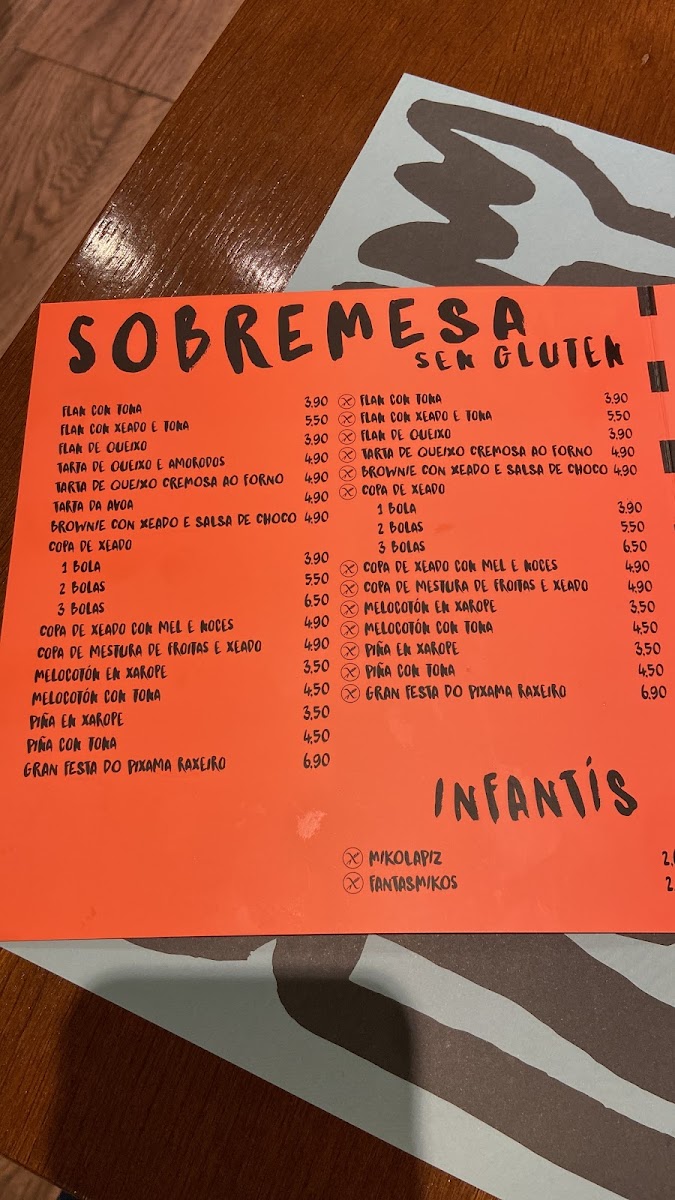 SOBREMESA
SEN GLUTEN
FLAN CON TONA 3,90
FLAN CON XEADO E TONA 5,50
FLAN DE QUEIXO 3,90
TARTA DE QUEIXO E AMORODOS 4,90
TARTA DE QUEIXO CREMOSA AO FORNO 4,90
TARTA DA AVOA 4,90
BROWNIE CON XEADO E SALSA DE CHOCO 4,90
COPA DE XEADO
1 BOLA 3,90
2 BOLAS 5,50
3 BOLAS 6,50
COPA DE XEADO CON MEL E NOCES 4,90
COPA DE MESTURA DE FROITAS E XEADO 4,90
MELOCOTÓN EN XAROPE 3,50
MELOCOTÓN CON TONA 4,50
PIÑA EN XAROPE 3,50
PIÑA CON TONA 4,50
GRAN FESTA DO PIXAMA RAXEIRO 6,90
FLAN CON TONA 3,90
FLAN CON XEADO E TONA 5,50
FLAN DE QUEIXO 3,90
TARTA DE QUEIXO CREMOSA AO FORNO 4,90
BROWNIE CON XEADO E SALSA DE CHOCO 4,90
COPA DE XEADO
1 BOLA 3,90
2 BOLAS 5,50
3 BOLAS 6,50
COPA DE XEADO CON MEL E NOCES 4,90
COPA DE MESTURA DE FROITAS E XEADO 4,90
MELOCOTÓN EN XAROPE 3,50
MELOCOTÓN CON TONA 4,50
PIÑA EN XAROPE 3,50
PIÑA CON TONA 4,50
GRAN FESTA DO PIXAMA RAXEIRO 6,90
INFANTÍS
MIKOLAPIZ
FANTASMIKOS